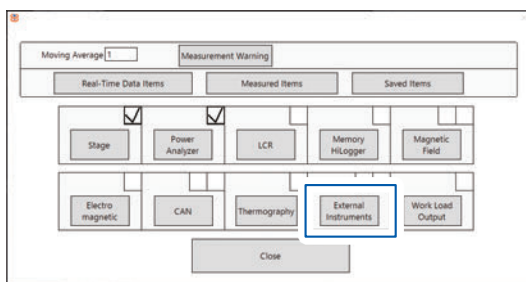 Moving Average 1 Measurement Warning
Real-Time Data Items Measured Items Saved Items
Stage Power Analyzer LCR Memory HiLogger Magnetic Field
Electro magnetic CAN Thermography External Instruments Work Load Output
Close